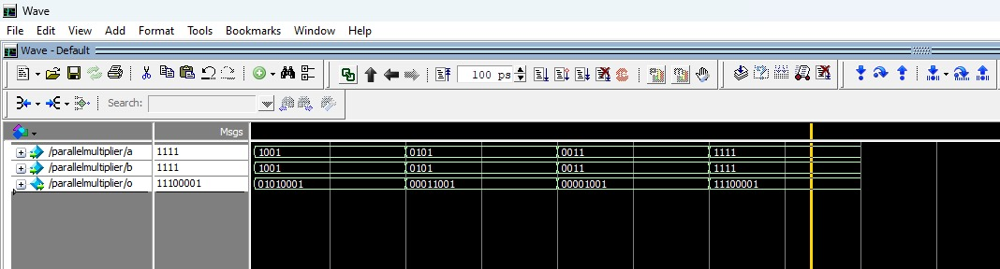 Wave
File Edit View Add Format Tools Bookmarks Window Help
Wave - Default
100 ps
Search:
Msgs
/parallelmultiplier/a 1111 1001 0101 0011 1111
/parallelmultiplier/b 1111 1001 0101 0011 1111
/parallelmultiplier/o 11100001 01010001 00011001 00001001 11100001